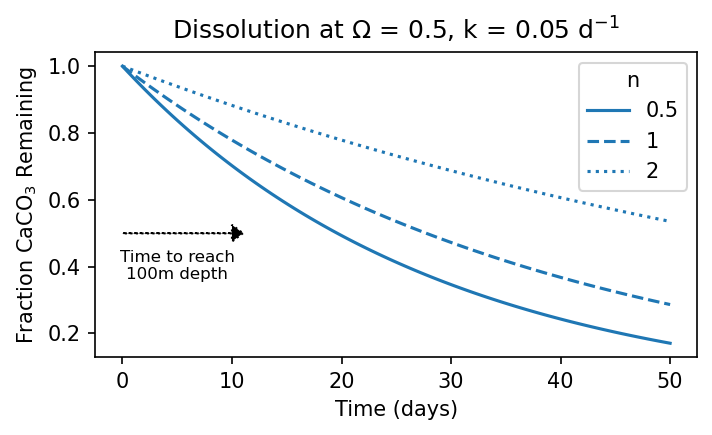 Dissolution at Ω = 0.5, k = 0.05 d⁻¹
Fraction CaCO₃ Remaining
1.0
0.8
0.6
0.4
0.2
n
0.5
1
2
Time to reach
100m depth
0
10
20
30
40
50
Time (days)